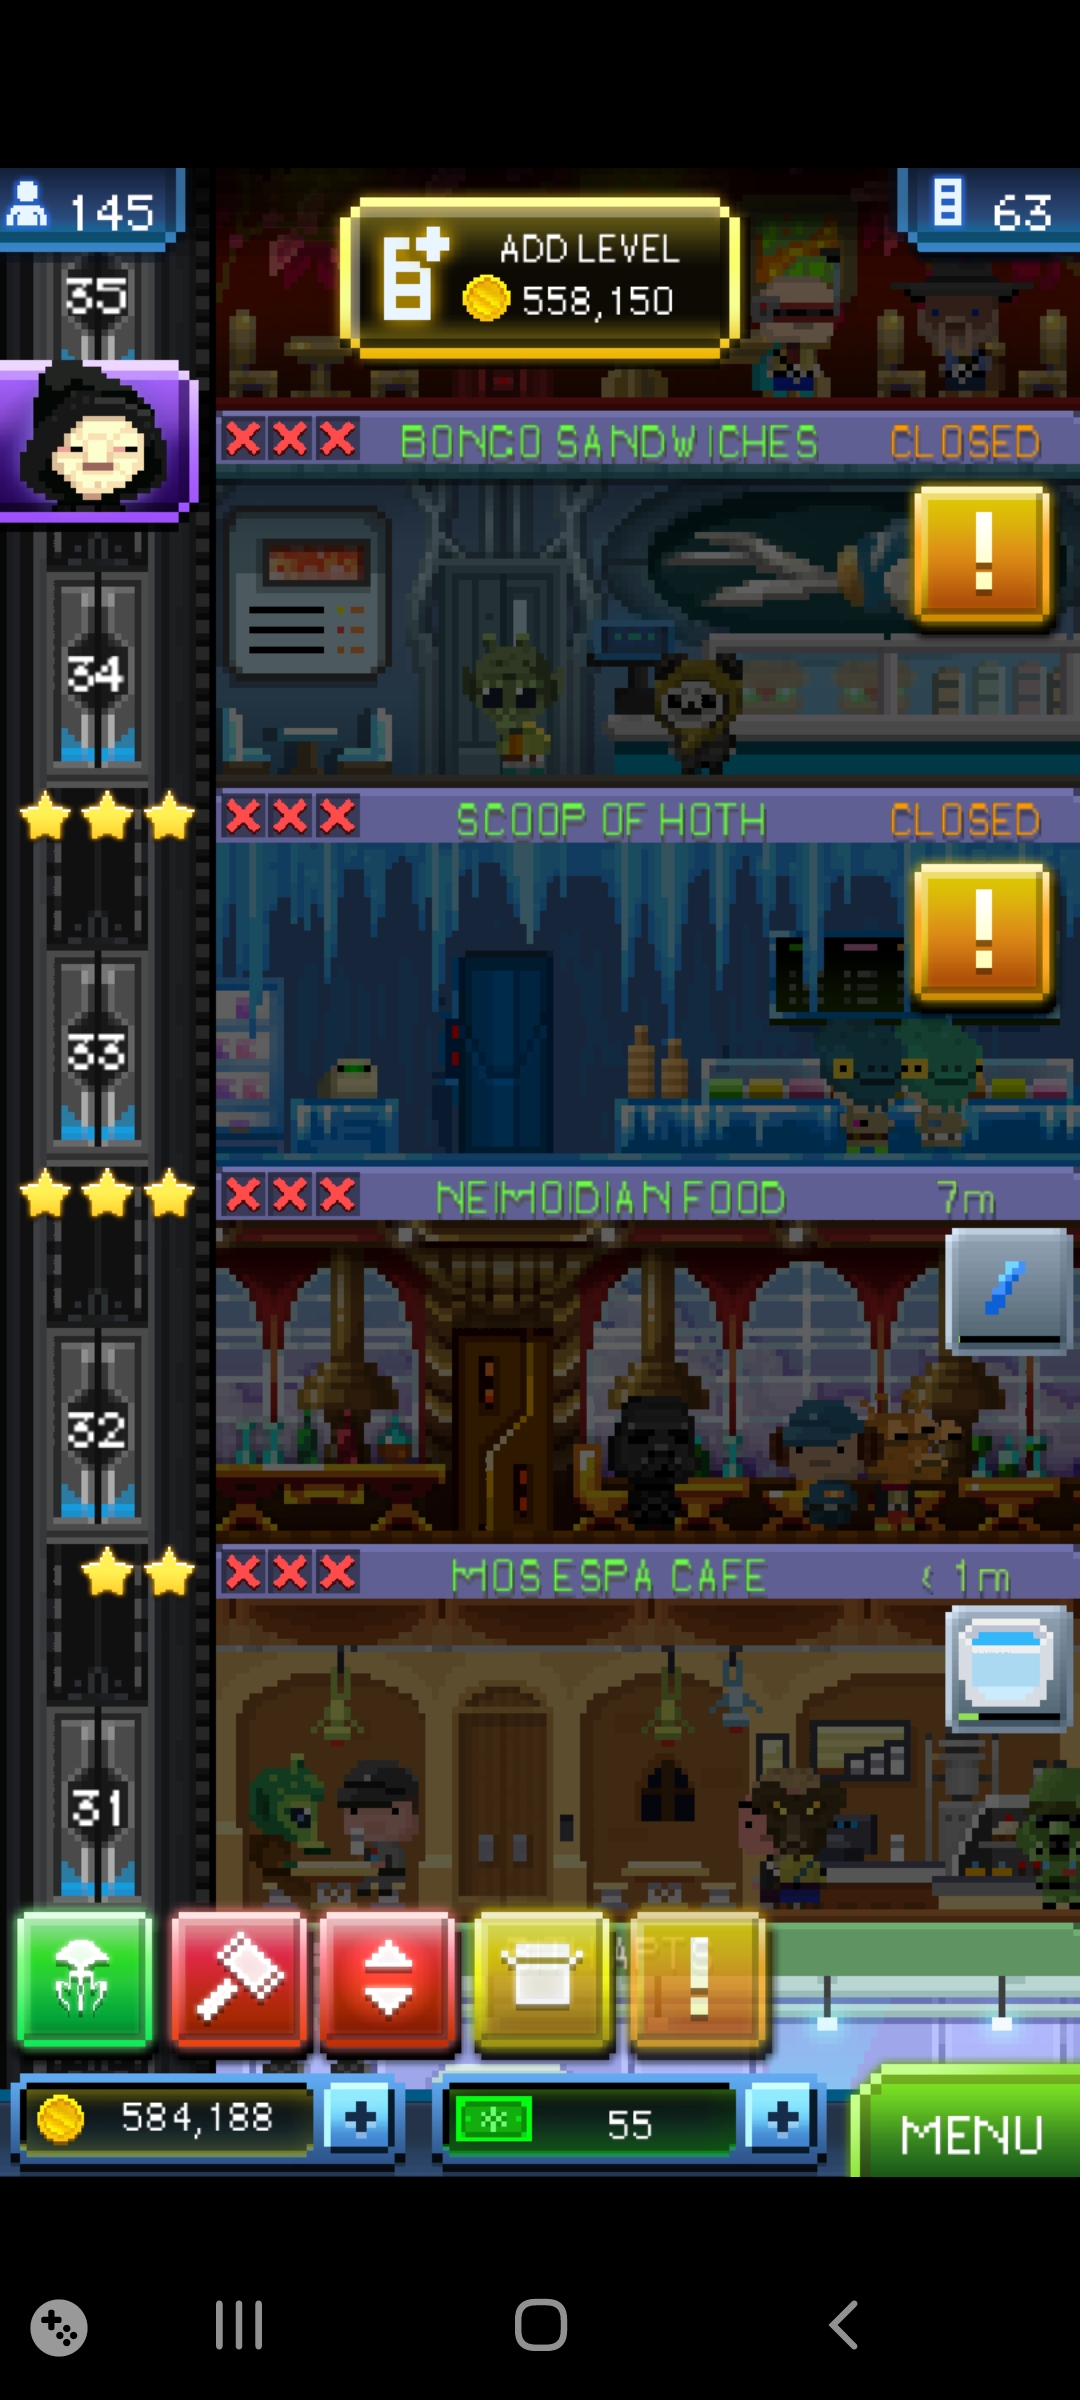 145
ADD LEVEL
558,150
63
35
BONGO SANDWICHES
CLOSED
34
SCOOP OF HOTH
CLOSED
33
NEIMOIDIAN FOOD
7m
32
MOS ESPA CAFE
< 1m
31
APTS
584,188
55
MENU